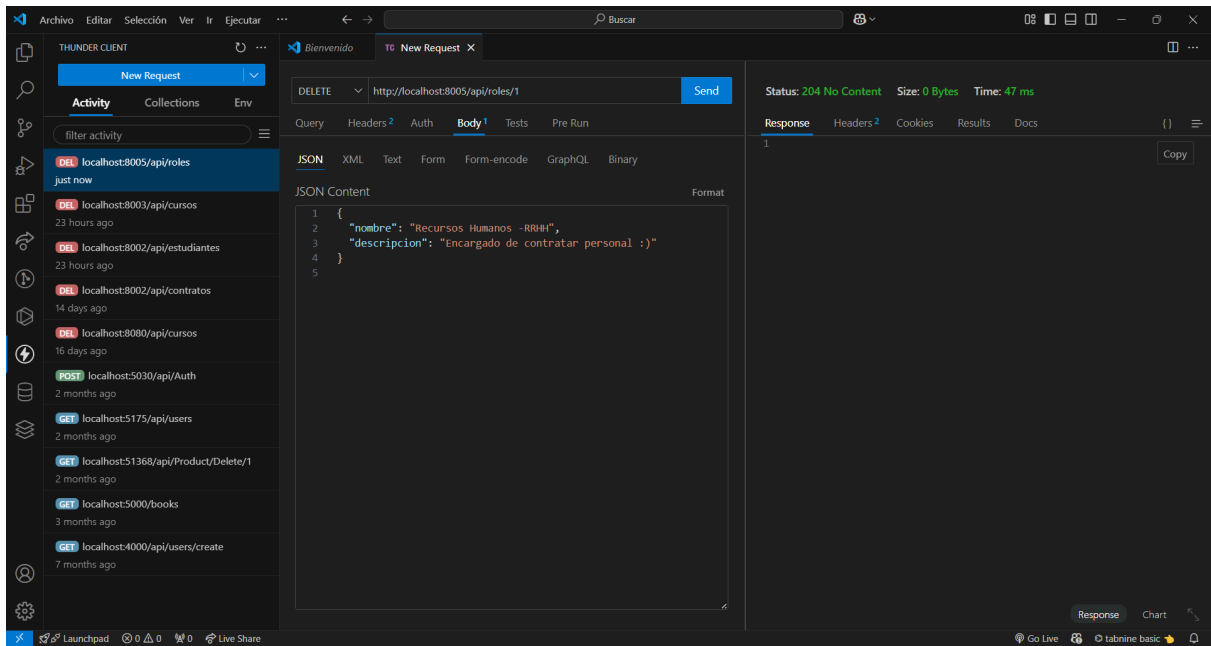 Archivo Editar Selección Ver Ir Ejecutar ··· Buscar
THUNDER CLIENT
New Request
Activity Collections Env
filter activity
DEL localhost:8005/api/roles
just now
DEL localhost:8003/api/cursos
23 hours ago
DEL localhost:8002/api/estudiantes
23 hours ago
DEL localhost:8002/api/contratos
14 days ago
DEL localhost:8080/api/cursos
16 days ago
POST localhost:5030/api/Auth
2 months ago
GET localhost:5175/api/users
2 months ago
GET localhost:51368/api/Product/Delete/1
2 months ago
GET localhost:5000/books
3 months ago
GET localhost:4000/api/users/create
7 months ago
Bienvenido TC New Request
DELETE http://localhost:8005/api/roles/1 Send
Query Headers 2 Auth Body 1 Tests Pre Run
JSON XML Text Form Form-encode GraphQL Binary
JSON Content Format
1 {
2 "nombre": "Recursos Humanos -RRHH",
3 "descripcion": "Encargado de contratar personal :)"
4 }
5
Status: 204 No Content Size: 0 Bytes Time: 47 ms
Response Headers 2 Cookies Results Docs {}
1
Copy
Response Chart
Launchpad 0 0 0 Live Share Go Live tabnine basic